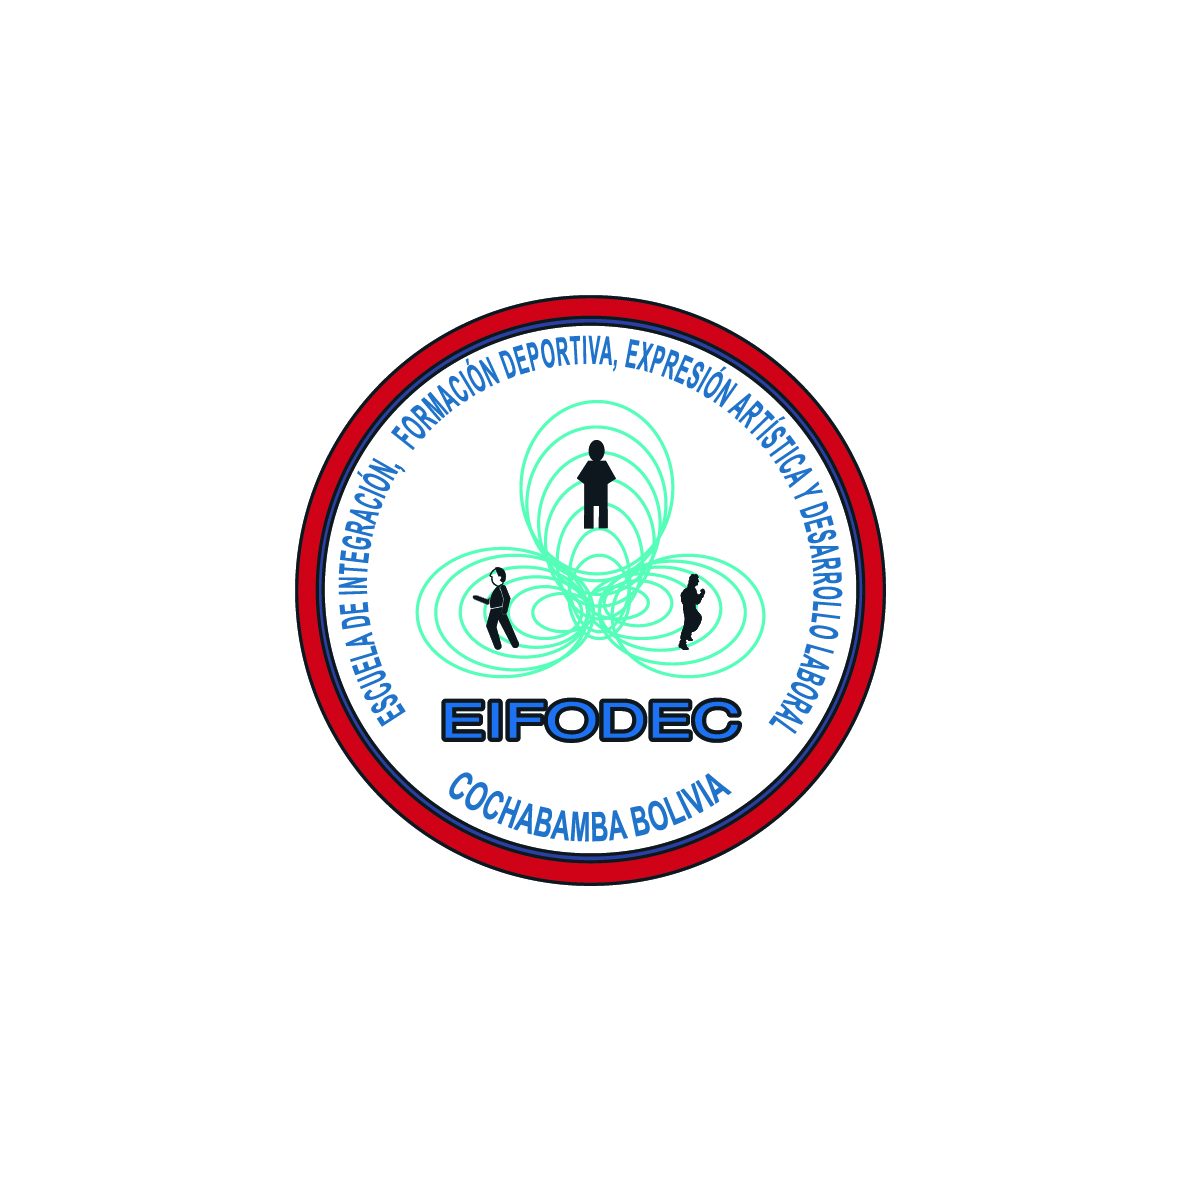 ESCUELA DE INTEGRACIÓN, FORMACIÓN DEPORTIVA, EXPRESIÓN ARTÍSTICA Y DESARROLLO LABORAL
EIFODEC
COCHABAMBA BOLIVIA